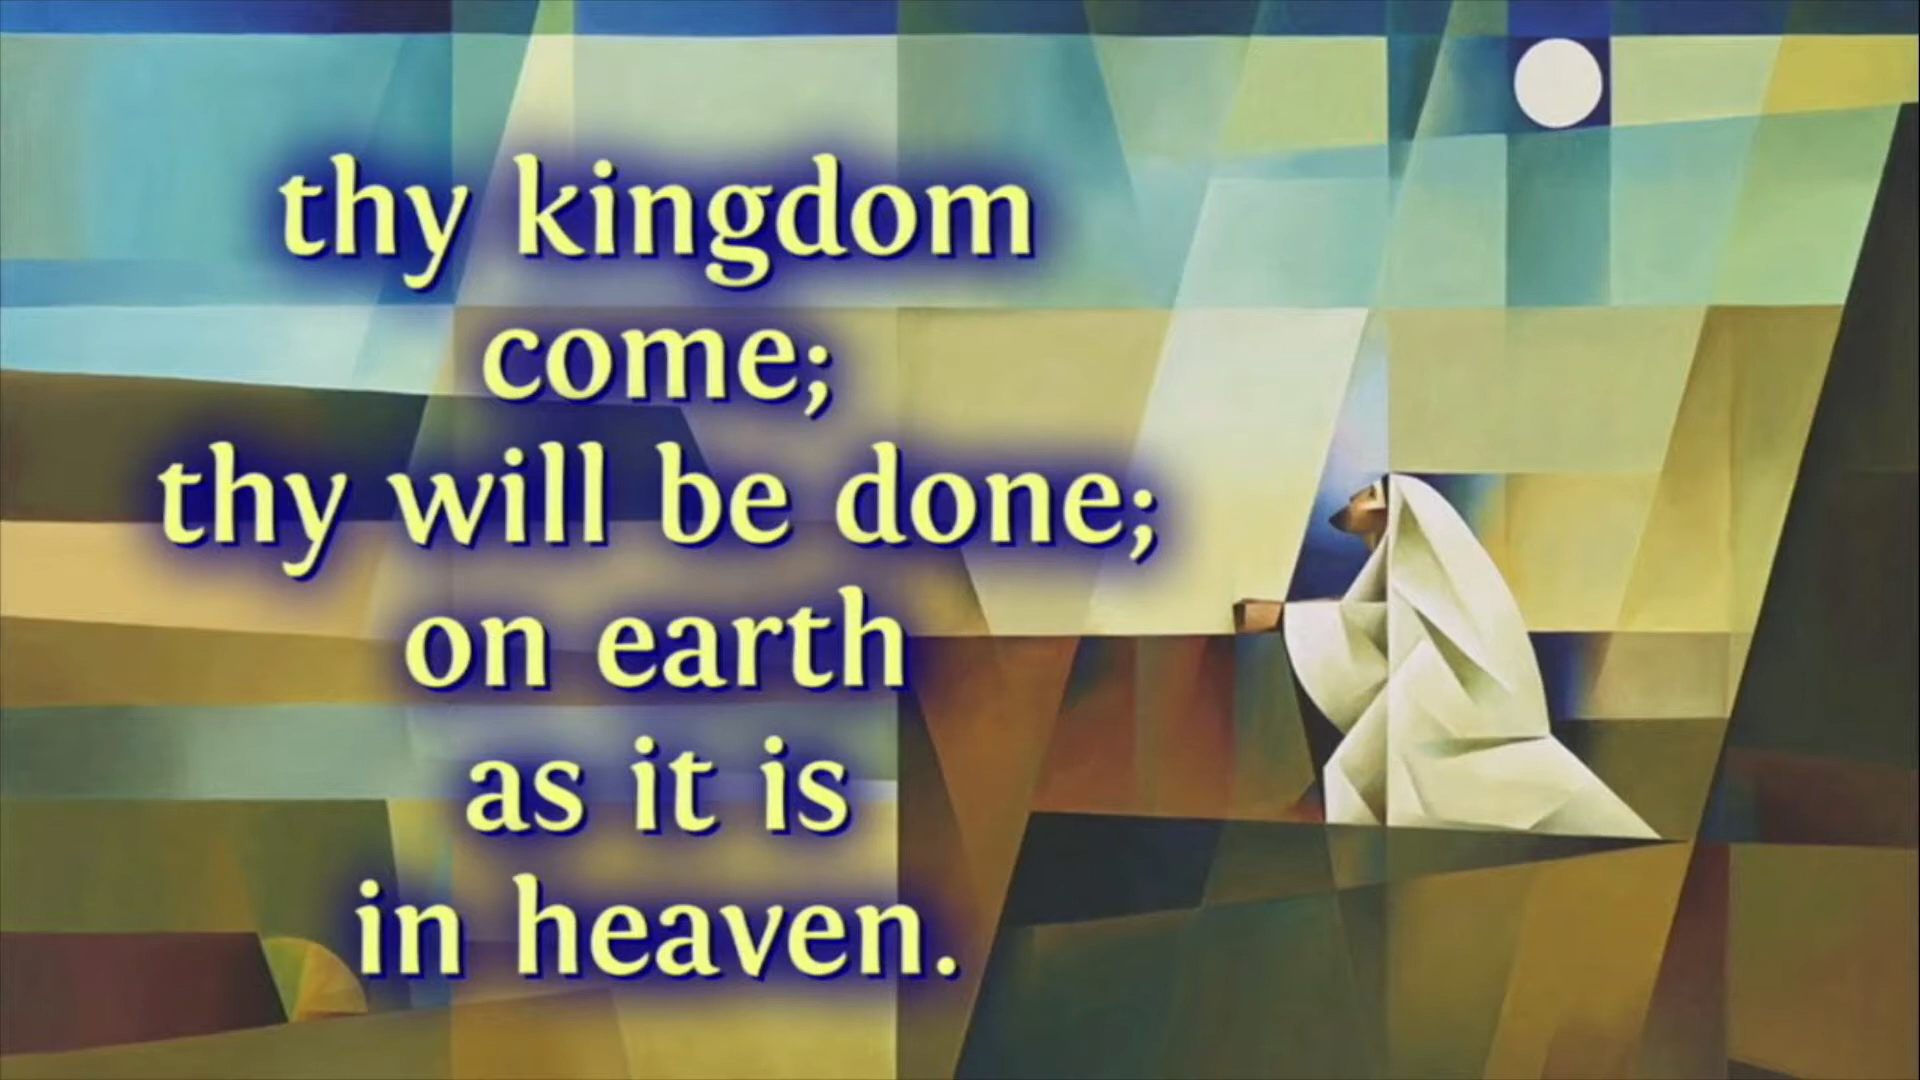 thy kingdom
come;
thy will be done;
on earth
as it is
in heaven.